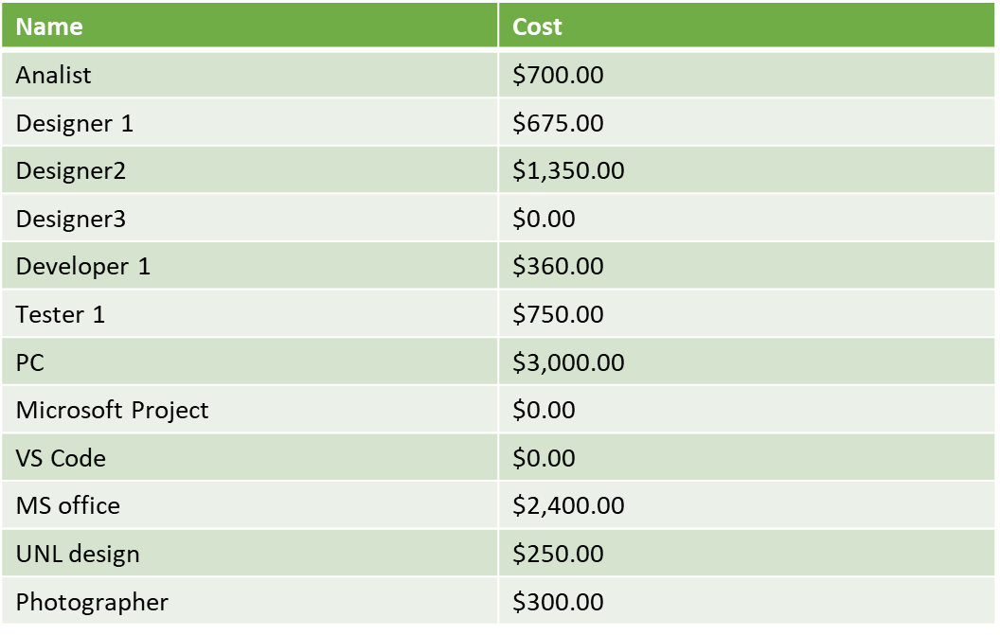 Name Cost
Analist $700.00
Designer 1 $675.00
Designer2 $1,350.00
Designer3 $0.00
Developer 1 $360.00
Tester 1 $750.00
PC $3,000.00
Microsoft Project $0.00
VS Code $0.00
MS office $2,400.00
UNL design $250.00
Photographer $300.00